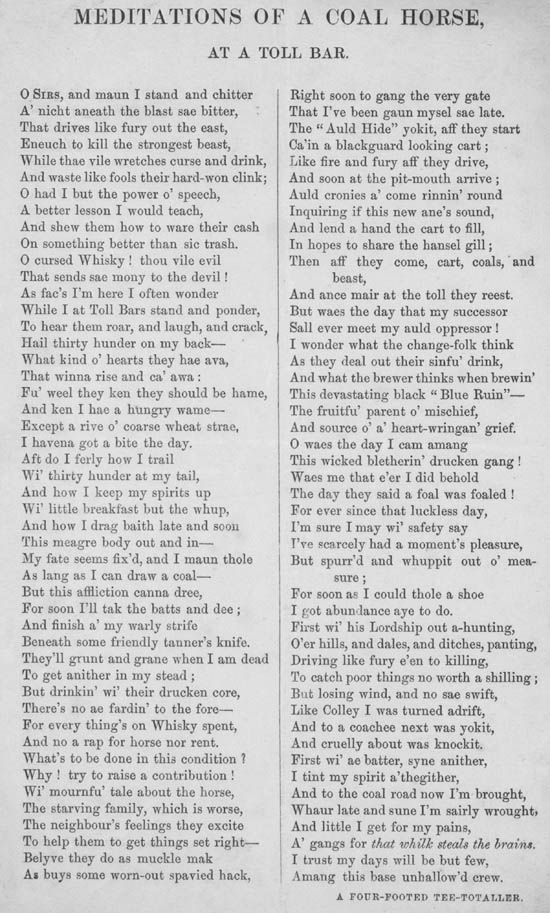 MEDITATIONS OF A COAL HORSE,
AT A TOLL BAR.
O SIRS, and maun I stand and chitter
A' nicht aneath the blast sae bitter,
That drives like fury out the east,
Eneuch to kill the strongest beast,
While thae vile wretches curse and drink,
And waste like fools their hard-won clink;
O had I but the power o' speech,
A better lesson I would teach,
And shew them how to ware their cash
On something better than sic trash.
O cursed Whisky! thou vile evil
That sends sae mony to the devil!
As fac's I'm here I often wonder
While I at Toll Bars stand and ponder,
To hear them roar, and laugh, and crack,
Hail thirty hunder on my back—
What kind o' hearts they hae ava,
That winna rise and ca' awa:
Fu' weel they ken they should be hame,
And ken I hae a hungry wame—
Except a rive o' coarse wheat strae,
I havena got a bite the day.
Aft do I ferly how I trail
Wi' thirty hunder at my tail,
And how I keep my spirits up
Wi' little breakfast but the whup,
And how I drag baith late and soon
This meagre body out and in—
My fate seems fix'd, and I maun thole
As lang as I can draw a coal—
But this affliction canna dree,
For soon I'll tak the batts and dee;
And finish a' my warly strife
Beneath some friendly tanner's knife.
They'll grunt and grane when I am dead
To get anither in my stead;
But drinkin' wi' their drucken core,
There's no ae fardin' to the fore—
For every thing's on Whisky spent,
And no a rap for horse nor rent.
What's to be done in this condition?
Why! try to raise a contribution!
Wi' mournfu' tale about the horse,
The starving family, which is worse,
The neighbour's feelings they excite
To help them to get things set right—
Belyve they do as muckle mak
As buys some worn-out spavied hack,
Right soon to gang the very gate
That I've been gaun mysel sae late.
The "Auld Hide" yokit, aff they start
Ca'in a blackguard looking cart;
Like fire and fury aff they drive,
And soon at the pit-mouth arrive;
Auld cronies a' come rinnin' round
Inquiring if this new ane's sound,
And lend a hand the cart to fill,
In hopes to share the hansel gill;
Then aff they come, cart, coals, and
beast,
And ance mair at the toll they reest.
But waes the day that my successor
Sall ever meet my auld oppressor!
I wonder what the change-folk think
As they deal out their sinfu' drink,
And what the brewer thinks when brewin'
This devastating black "Blue Ruin"—
The fruitfu' parent o' mischief,
And source o' a' heart-wringan' grief.
O waes the day I cam amang
This wicked bletherin' drucken gang!
Waes me that e'er I did behold
The day they said a foal was foaled!
For ever since that luckless day,
I'm sure I may wi' safety say
I've scarcely had a moment's pleasure,
But spurr'd and whuppit out o' mea-
sure;
For soon as I could thole a shoe
I got abundance aye to do.
First wi' his Lordship out a-hunting,
O'er hills, and dales, and ditches, panting,
Driving like fury e'en to killing,
To catch poor things no worth a shilling;
But losing wind, and no sae swift,
Like Colley I was turned adrift,
And to a coachee next was yokit,
And cruelly about was knockit.
First wi' ae batter, syne anither,
I tint my spirit a'thegither,
And to the coal road now I'm brought,
Whaur late and sune I'm sairly wrought,
And little I get for my pains,
A' gangs for that whilk steals the brains.
I trust my days will be but few,
Amang this base unhallow'd crew.
A FOUR-FOOTED TEE-TOTALLER.